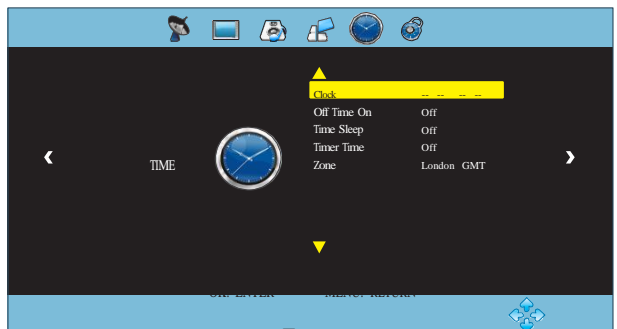 Clock -- -- -- --
Off Time On Off
Time Sleep Off
Timer Time Off
TIME
Zone London GMT